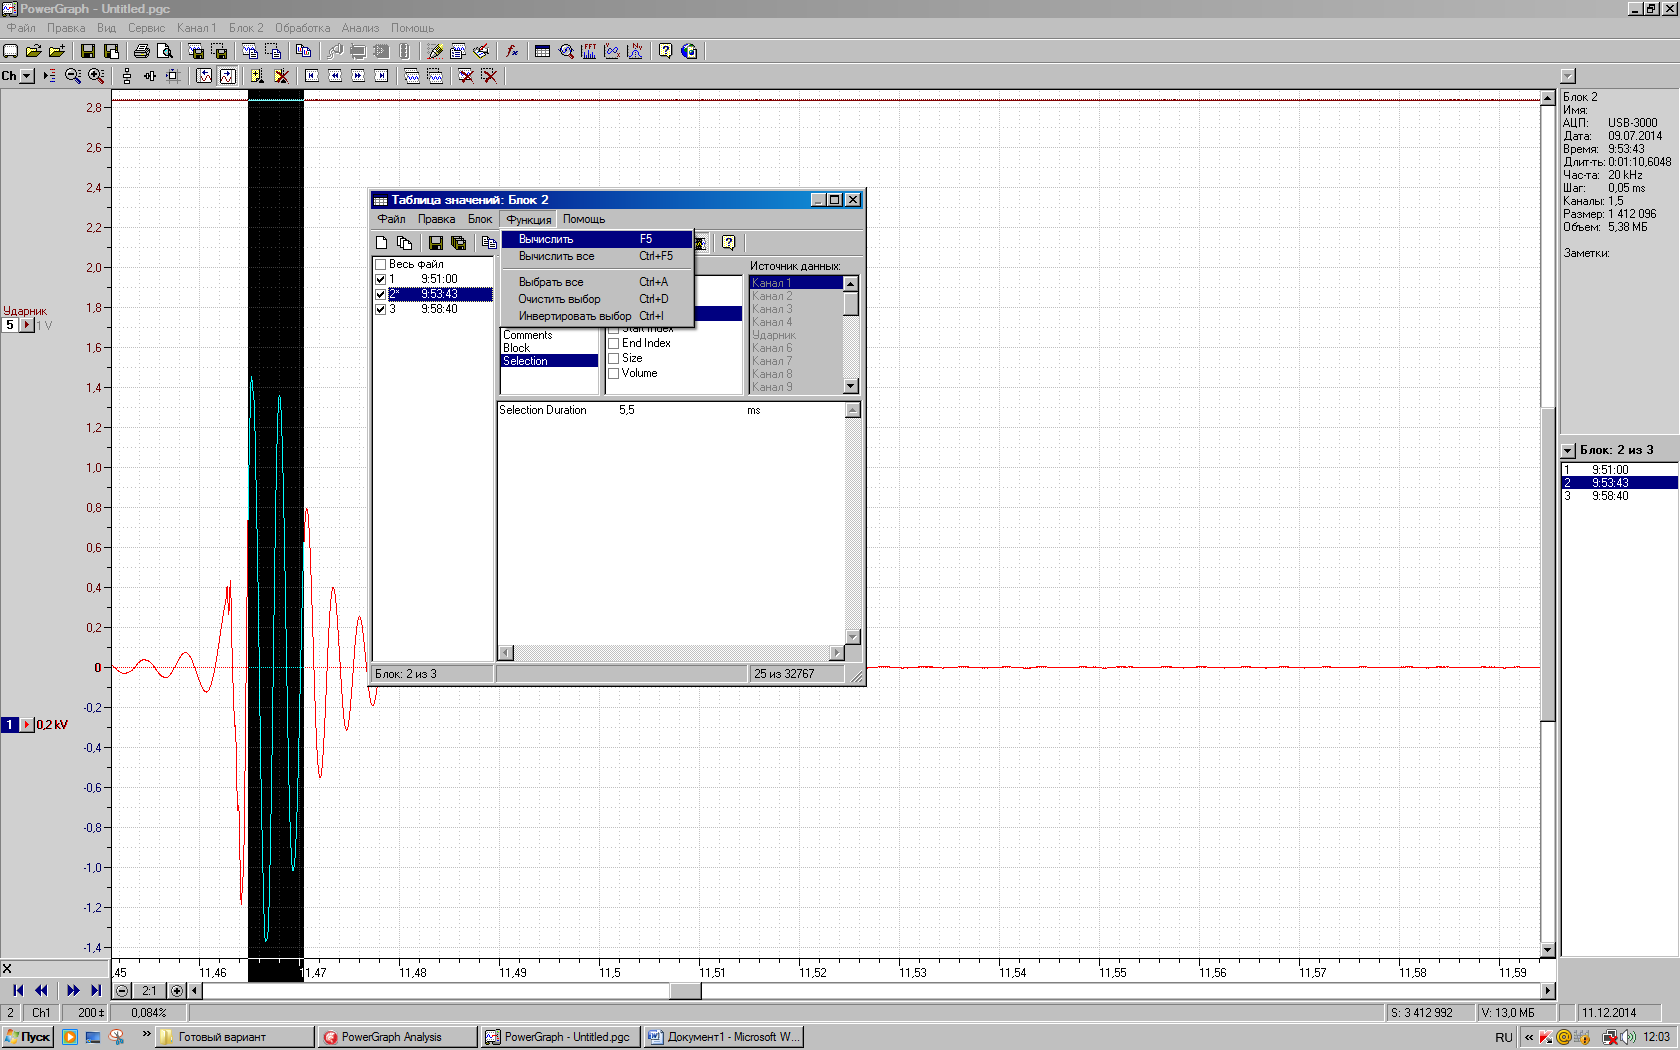 PowerGraph - Untitled.pgc
Файл Правка Вид Сервис Канал 1 Блок 2 Обработка Анализ Помощь
Ch
2,8
2,6
2,4
2,2
2,0
1,8
Ударник
5 1 V
1,6
1,4
1,2
1,0
0,8
0,6
0,4
0,2
0
-0,2
1 0,2 kV
-0,4
-0,6
-0,8
-1,0
-1,2
-1,4
Таблица значений: Блок 2
Файл Правка Блок Функция Помощь
Вычислить F5
Вычислить все Ctrl+F5
Выбрать все Ctrl+A
Очистить выбор Ctrl+D
Инвертировать выбор Ctrl+I
Весь файл
1 9:51:00
2* 9:53:43
3 9:58:40
Comments
Block
Selection
Start Index
End Index
Size
Volume
Источник данных:
Канал 1
Канал 2
Канал 3
Канал 4
Ударник
Канал 6
Канал 7
Канал 8
Канал 9
Selection Duration 5,5 ms
Блок: 2 из 3 25 из 32767
Блок 2
Имя:
АЦП: USB-3000
Дата: 09.07.2014
Время: 9:53:43
Длит-ть: 0:01:10,6048
Час-та: 20 kHz
Шаг: 0,05 ms
Каналы: 1,5
Размер: 1 412 096
Объем: 5,38 МБ
Заметки:
Блок: 2 из 3
1 9:51:00
2 9:53:43
3 9:58:40
,45 11,46 11,47 11,48 11,49 11,5 11,51 11,52 11,53 11,54 11,55 11,56 11,57 11,58 11,59
2:1
2 Ch1 200 0,084% S: 3 412 992 V: 13,0 МБ 11.12.2014
Пуск » Готовый вариант PowerGraph Analysis PowerGraph - Untitled.pgc Документ1 - Microsoft W... RU « 12:03